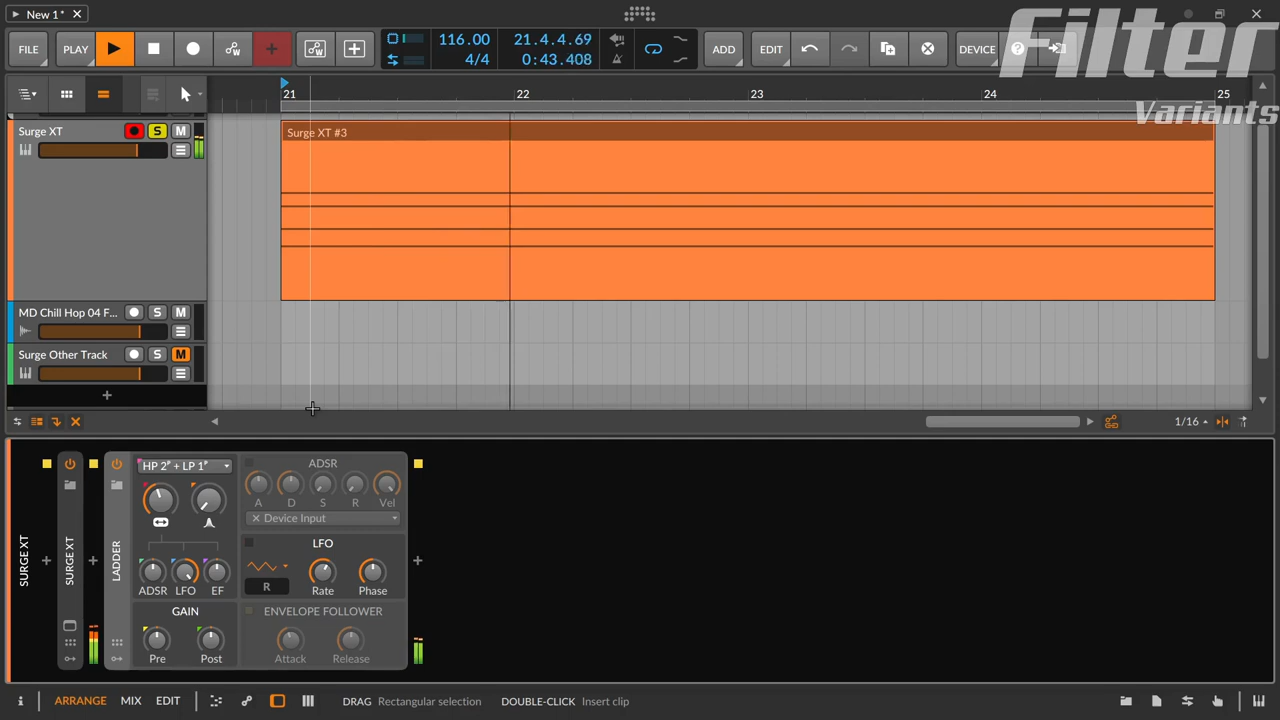 New 1*
Filter
Variants
FILE
PLAY
116.00
4/4
21.4.4.69
0:43.408
ADD
EDIT
DEVICE
21
22
23
24
25
Surge XT
S
M
Surge XT #3
MD Chill Hop 04 F...
S
M
Surge Other Track
S
M
1/16
SURGE XT
SURGE XT
LADDER
HP 2" + LP 1"
ADSR
LFO
EF
GAIN
Pre
Post
ADSR
A
D
S
R
Vel
Device Input
LFO
R
Rate
Phase
ENVELOPE FOLLOWER
Attack
Release
i
ARRANGE
MIX
EDIT
DRAG Rectangular selection
DOUBLE-CLICK Insert clip